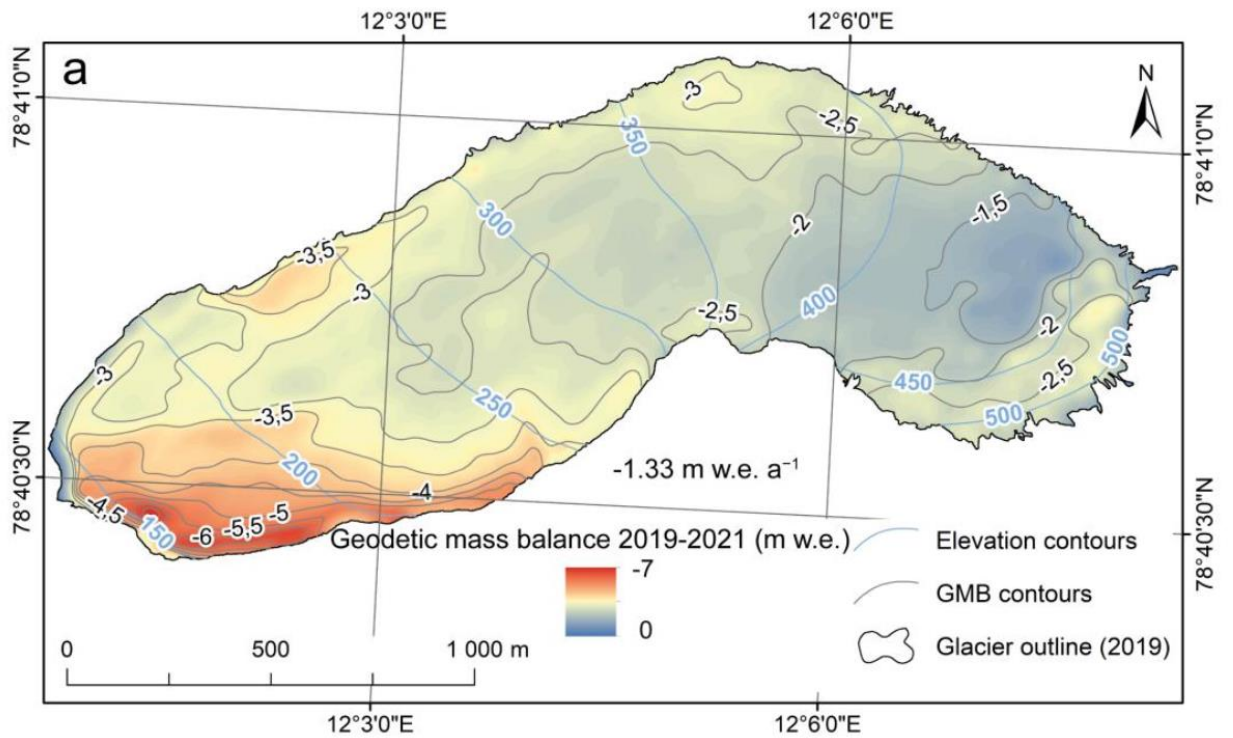 12°3'0"E
12°6'0"E
a
N
78°41'0"N
78°41'0"N
-3
-2,5
350
-1,5
300
-2
-3,5
-3
400
-2,5
-2
500
-3
450
-2,5
250
500
-3,5
200
-1.33 m w.e. a⁻¹
78°40'30"N
78°40'30"N
-4
-4,5
150
-6
-5,5
-5
Geodetic mass balance 2019-2021 (m w.e.)
-7
0
Elevation contours
GMB contours
Glacier outline (2019)
0
500
1 000 m
12°3'0"E
12°6'0"E